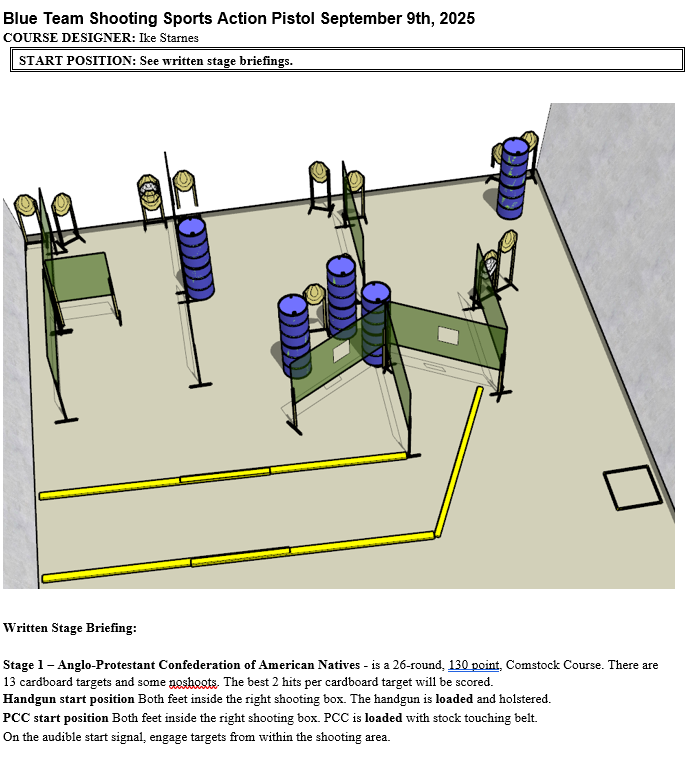 Blue Team Shooting Sports Action Pistol September 9th, 2025
COURSE DESIGNER: Ike Starnes
START POSITION: See written stage briefings.
Written Stage Briefing:
Stage 1 – Anglo-Protestant Confederation of American Natives - is a 26-round, 130 point, Comstock Course. There are
13 cardboard targets and some noshoots. The best 2 hits per cardboard target will be scored.
Handgun start position Both feet inside the right shooting box. The handgun is loaded and holstered.
PCC start position Both feet inside the right shooting box. PCC is loaded with stock touching belt.
On the audible start signal, engage targets from within the shooting area.